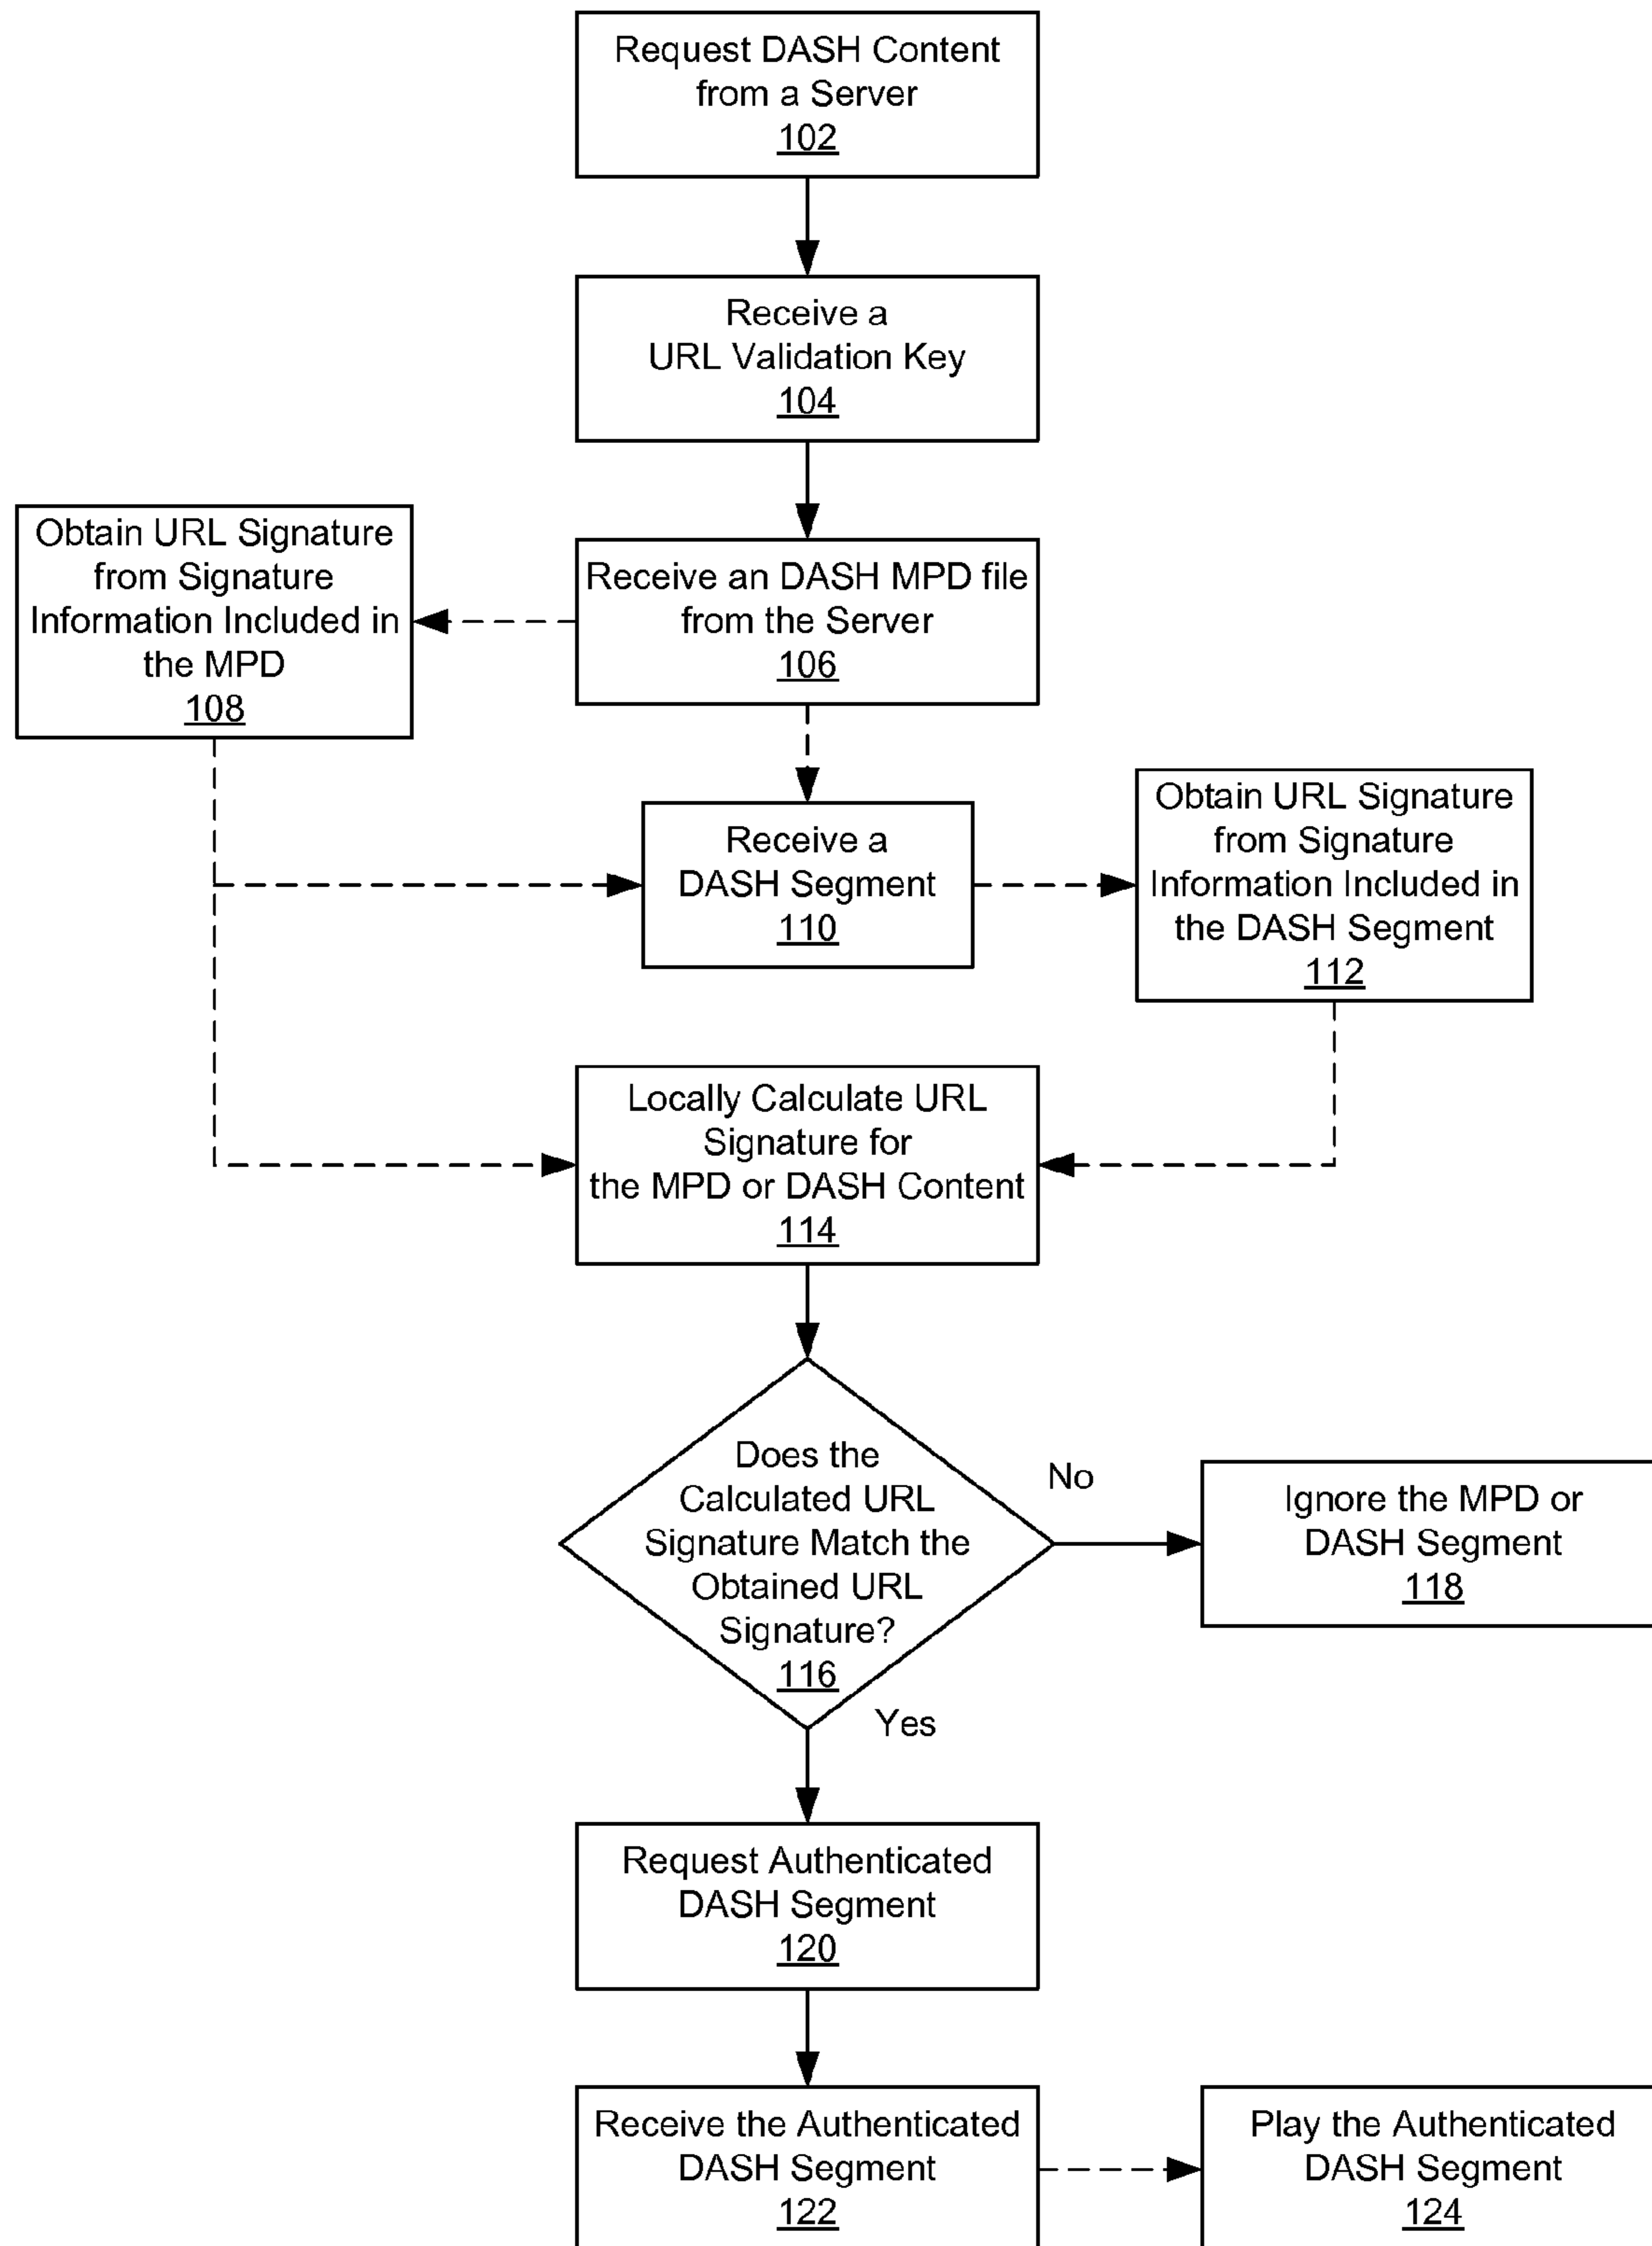 Request DASH Content
from a Server
102
Receive a
URL Validation Key
104
Obtain URL Signature
from Signature
Information Included in
the MPD
108
Receive an DASH MPD file
from the Server
106
Receive a
DASH Segment
110
Obtain URL Signature
from Signature
Information Included in
the DASH Segment
112
Locally Calculate URL
Signature for
the MPD or DASH Content
114
Does the
Calculated URL
Signature Match the
Obtained URL
Signature?
116
No
Ignore the MPD or
DASH Segment
118
Yes
Request Authenticated
DASH Segment
120
Receive the Authenticated
DASH Segment
122
Play the Authenticated
DASH Segment
124